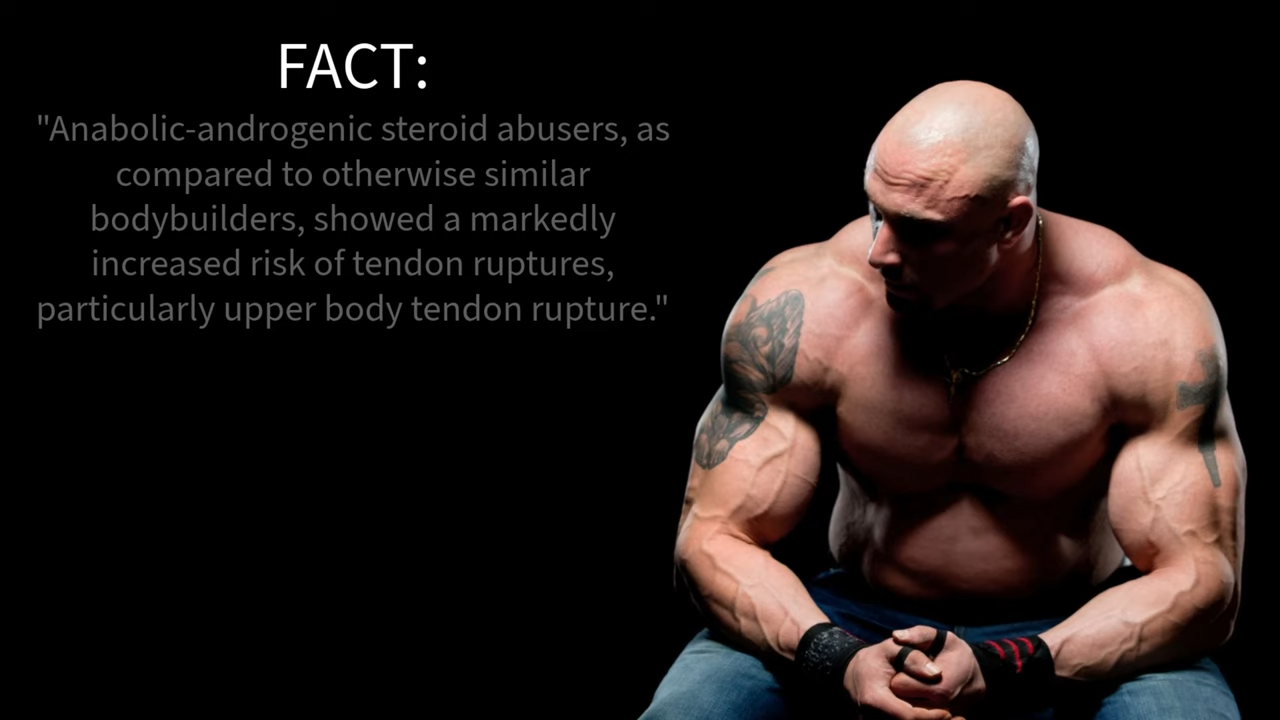 FACT:
"Anabolic-androgenic steroid abusers, as
compared to otherwise similar
bodybuilders, showed a markedly
increased risk of tendon ruptures,
particularly upper body tendon rupture."